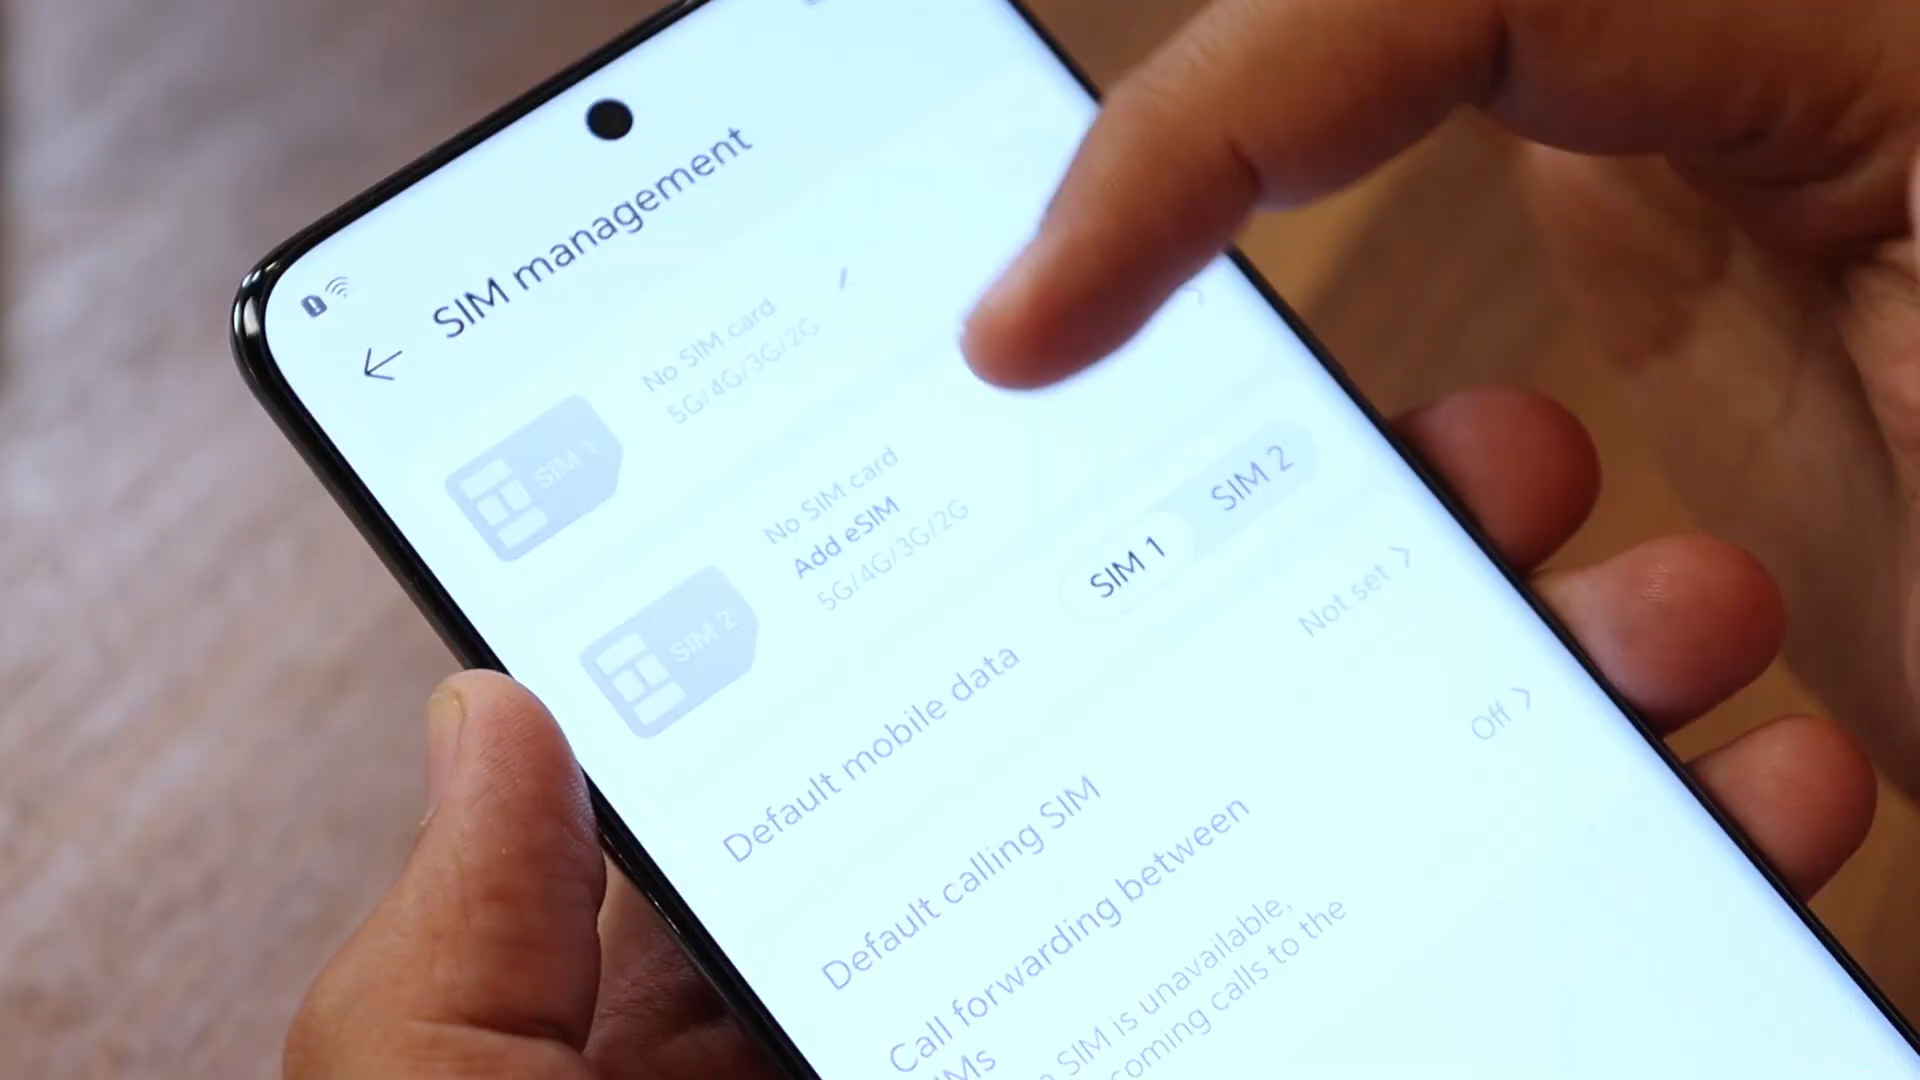 SIM management
No SIM card
5G/4G/3G/2G
SIM 1
No SIM card
Add eSIM
5G/4G/3G/2G
SIM 2
Default mobile data
SIM 1
SIM 2
Default calling SIM
Not set
Call forwarding between
Off
SIM is unavailable,
coming calls to the